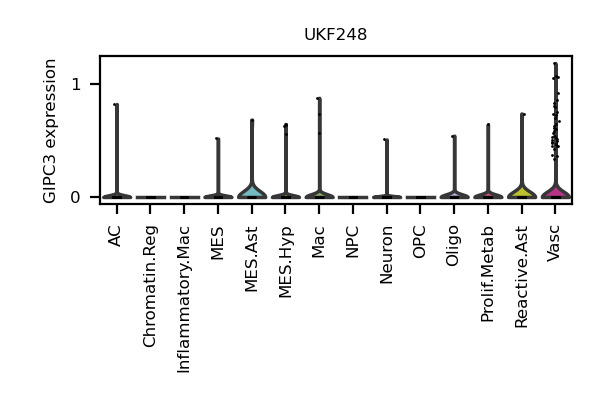 UKF248
GIPC3 expression
1
0
AC
Chromatin.Reg
Inflammatory.Mac
MES
MES.Ast
MES.Hyp
Mac
NPC
Neuron
OPC
Oligo
Prolif.Metab
Reactive.Ast
Vasc